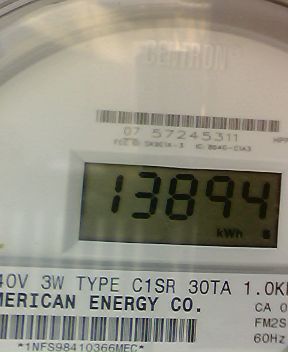 CENTRON®
07 57245311
13894
kWh
40V 3W TYPE C1SR 30TA 1.0K
MERICAN ENERGY CO.
CA 0
FM2S
60Hz
*1NFS98410366MEC*